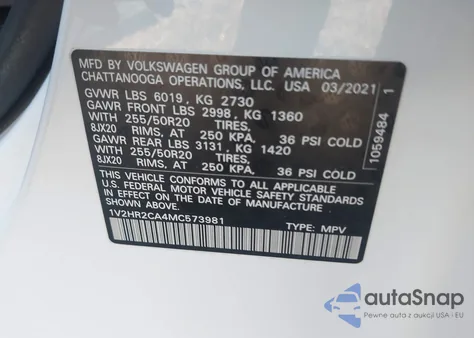 MFD BY VOLKSWAGEN GROUP OF AMERICA
CHATTANOOGA OPERATIONS, LLC. USA 03/2021
GVWR LBS 6019, KG 2730
GAWR FRONT LBS 2998, KG 1360
WITH 255/50R20 TIRES,
8JX20 RIMS, AT 250 KPA, 36 PSI COLD
GAWR REAR LBS 3131, KG 1420
WITH 255/50R20 TIRES,
8JX20 RIMS, AT 250 KPA, 36 PSI COLD
THIS VEHICLE CONFORMS TO ALL APPLICABLE
U.S. FEDERAL MOTOR VEHICLE SAFETY STANDARDS
IN EFFECT ON THE DATE OF MANUFACTURE
SHOWN ABOVE.
1V2HR2CA4MC573981
TYPE: MPV
1059484 1
autoSnap
Pewne auto z aukcji USA - EU